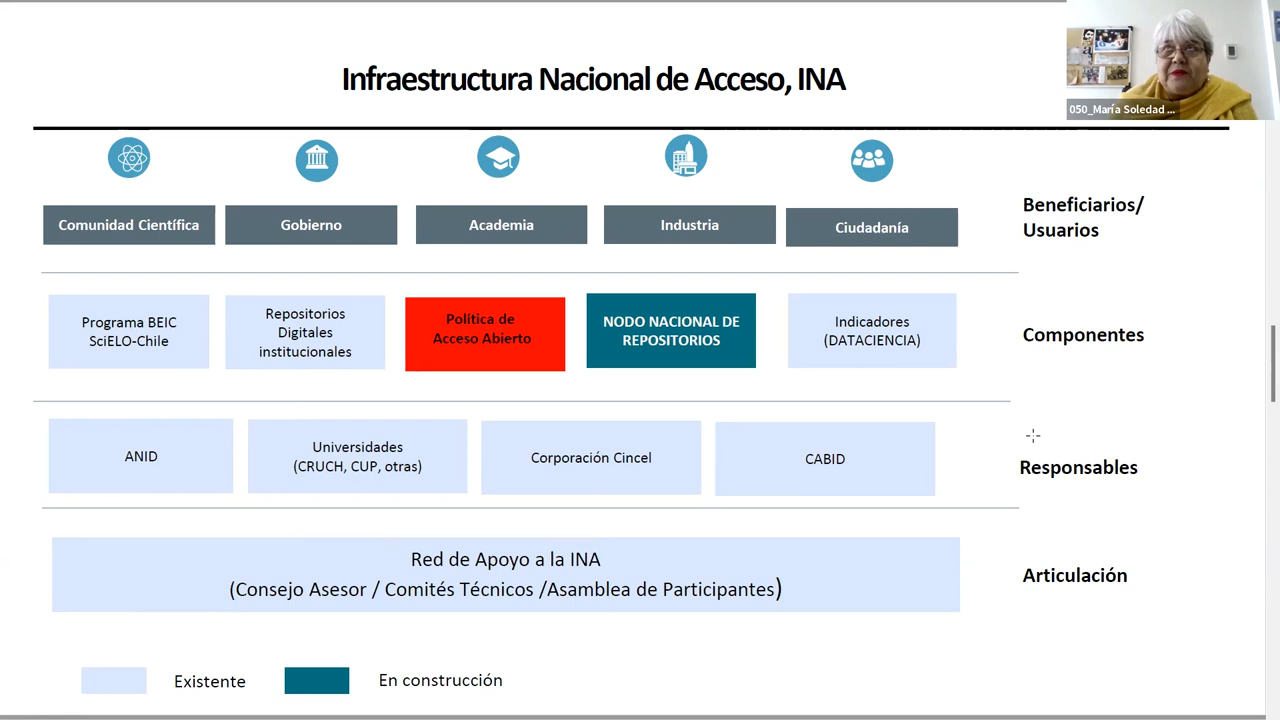 Infraestructura Nacional de Acceso, INA
050_María Soledad ...
Comunidad Científica
Gobierno
Academia
Industria
Ciudadanía
Beneficiarios/
Usuarios
Programa BEIC
SciELO-Chile
Repositorios
Digitales
institucionales
Política de
Acceso Abierto
NODO NACIONAL DE
REPOSITORIOS
Indicadores
(DATACIENCIA)
Componentes
ANID
Universidades
(CRUCH, CUP, otras)
Corporación Cincel
CABID
Responsables
Red de Apoyo a la INA
(Consejo Asesor / Comités Técnicos /Asamblea de Participantes)
Articulación
Existente
En construcción